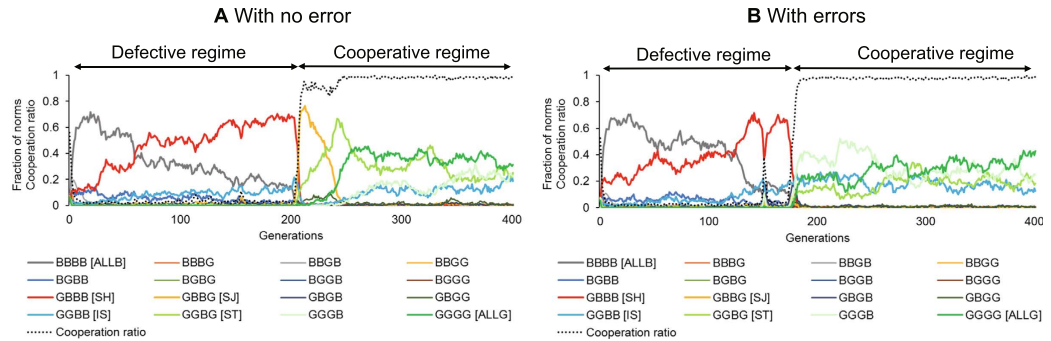 A With no error
Defective regime
Cooperative regime
Fraction of norms
Cooperation ratio
1
0.8
0.6
0.4
0.2
0
0 100 200 300 400
Generations
BBBB [ALLB] BBBG BBGB BBGG
BGBB BGBG BGGB BGGG
GBBB [SH] GBBG [SJ] GBGB GBGG
GGBB [IS] GGBG [ST] GGGB GGGG [ALLG]
Cooperation ratio
B With errors
Defective regime
Cooperative regime
Fraction of norms
Cooperation ratio
1
0.8
0.6
0.4
0.2
0
0 100 200 300 400
Generations
BBBB [ALLB] BBBG BBGB BBGG
BGBB BGBG BGGB BGGG
GBBB [SH] GBBG [SJ] GBGB GBGG
GGBB [IS] GGBG [ST] GGGB GGGG [ALLG]
Cooperation ratio